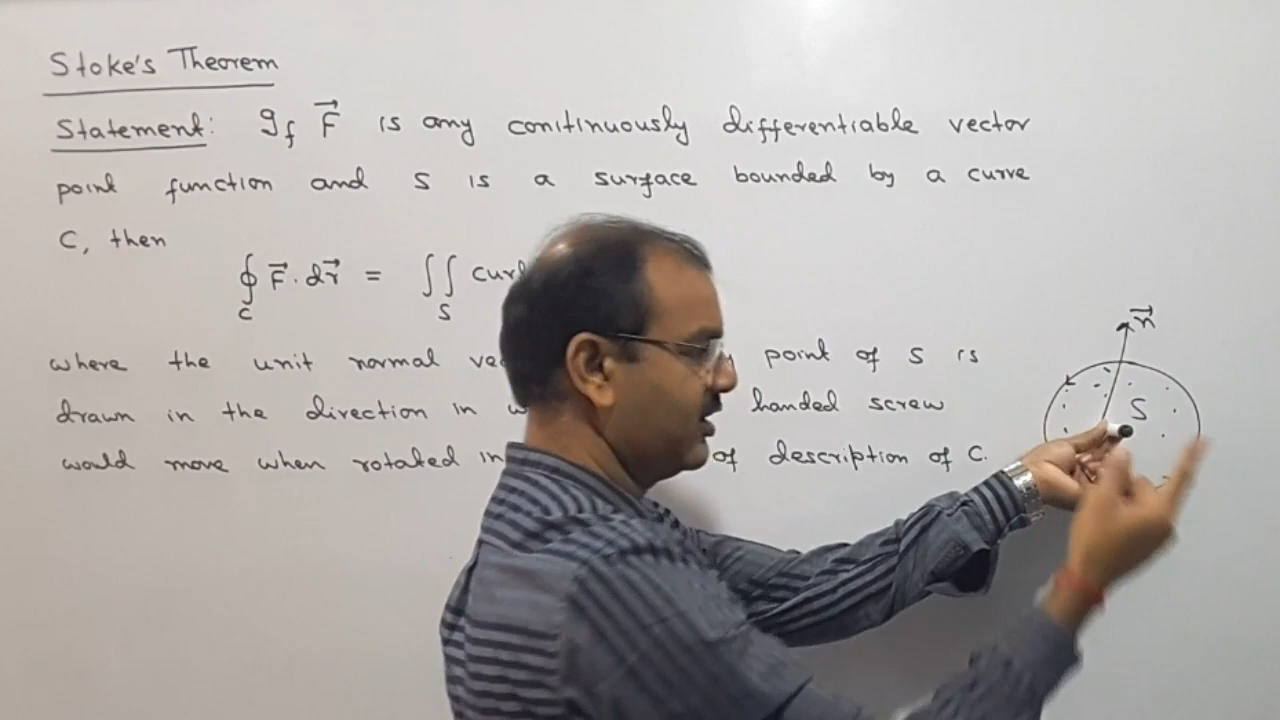 Stoke's Theorem
Statement: If F⃗ is any continuously differentiable vector
point function and S is a surface bounded by a curve
C, then
∮_C F⃗. dr⃗ = ∬_S curl
where the unit normal point of S is
drawn in the direction in handed screw
would move when rotated in of description of C.
n⃗
S